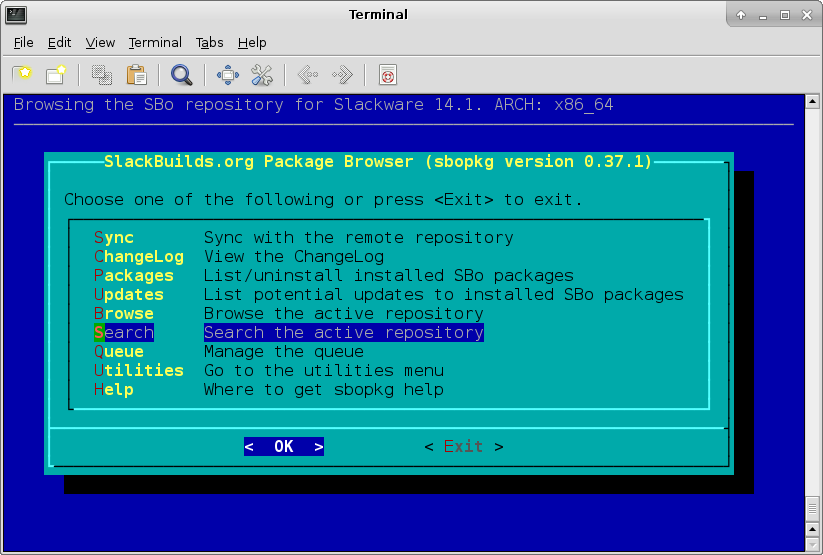 Terminal
File Edit View Terminal Tabs Help
Browsing the SBo repository for Slackware 14.1. ARCH: x86_64
SlackBuilds.org Package Browser (sbopkg version 0.37.1)
Choose one of the following or press <Exit> to exit.
Sync Sync with the remote repository
ChangeLog View the ChangeLog
Packages List/uninstall installed SBo packages
Updates List potential updates to installed SBo packages
Browse Browse the active repository
Search Search the active repository
Queue Manage the queue
Utilities Go to the utilities menu
Help Where to get sbopkg help
< OK > < Exit >